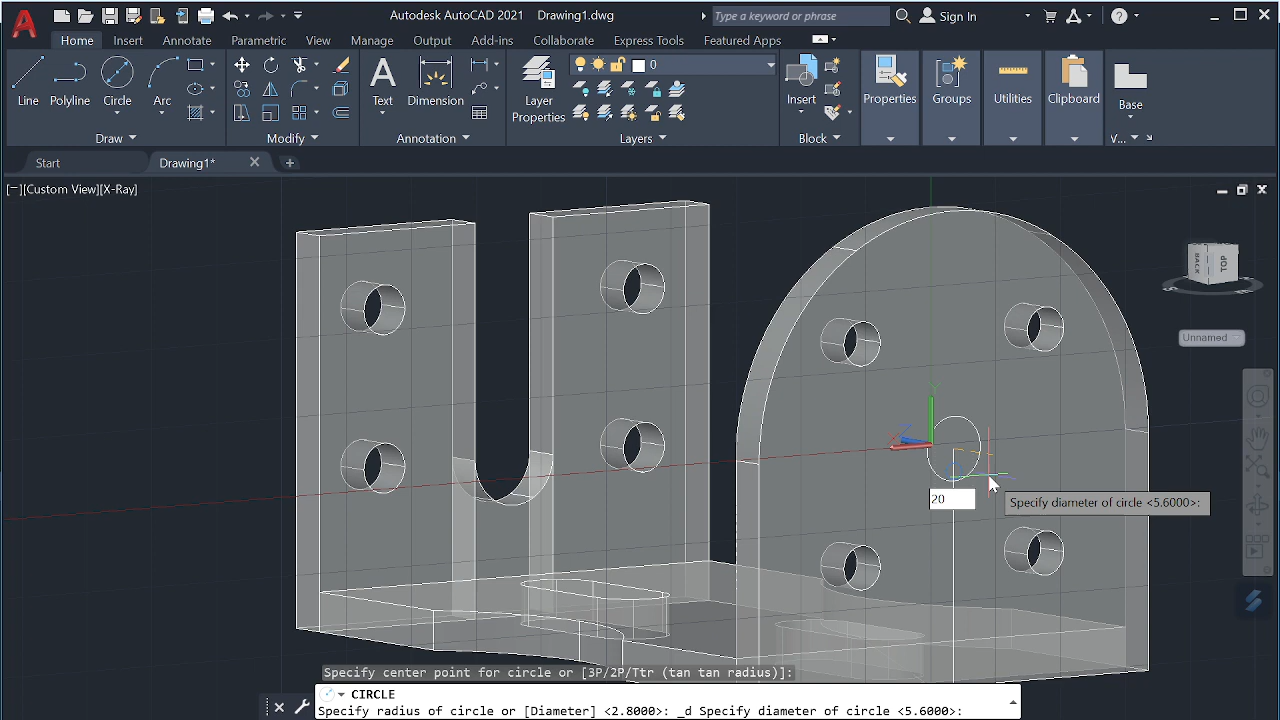 Autodesk AutoCAD 2021 Drawing1.dwg
Type a keyword or phrase
Sign In
Home Insert Annotate Parametric View Manage Output Add-ins Collaborate Express Tools Featured Apps
0
Line Polyline Circle Arc
Text Dimension
Layer
Properties
Insert
Properties Groups Utilities Clipboard
Base
Draw Modify Annotation Layers Block V...
Start Drawing1*
[−][Custom View][X-Ray]
BACK TOP
S
Unnamed
Y
X Z
20
Specify diameter of circle <5.6000>:
Specify center point for circle or [3P/2P/Ttr (tan tan radius)]:
CIRCLE
Specify radius of circle or [Diameter] <2.8000>: _d Specify diameter of circle <5.6000>: